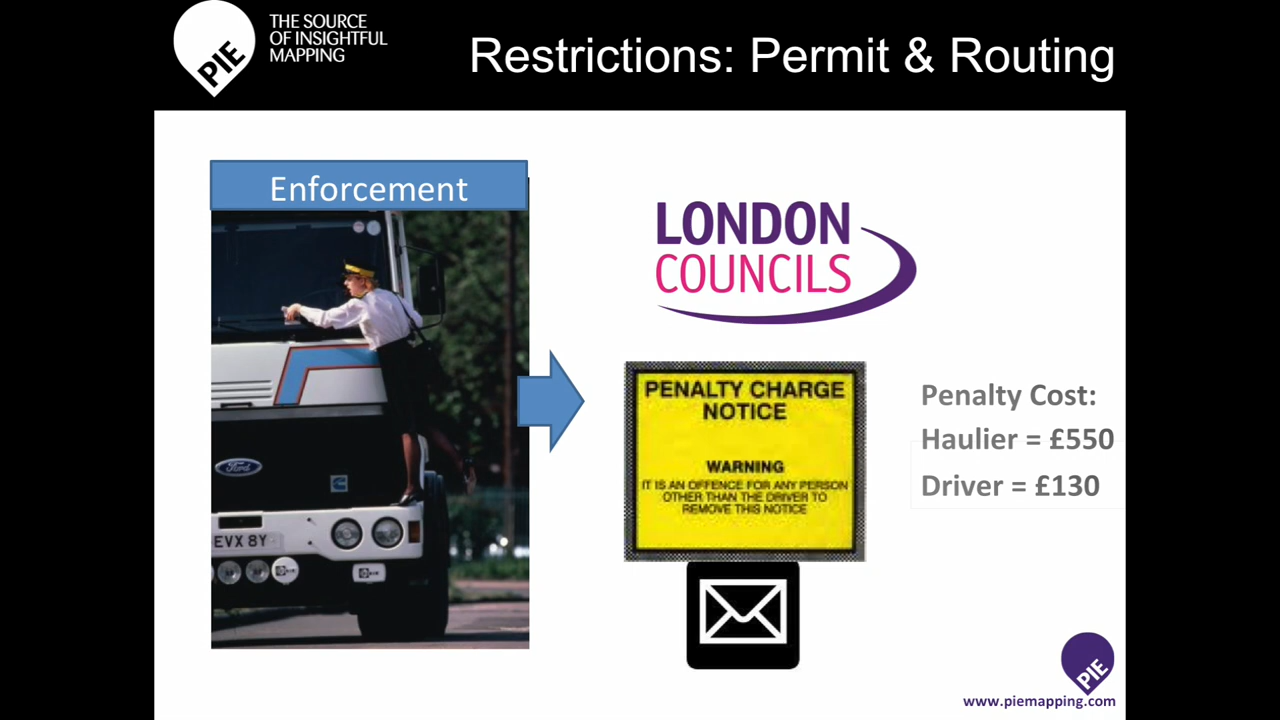 PIE
THE SOURCE
OF INSIGHTFUL
MAPPING
Restrictions: Permit & Routing
Enforcement
Ford
EVX 8Y
LONDON
COUNCILS
PENALTY CHARGE
NOTICE
WARNING
IT IS AN OFFENCE FOR ANY PERSON
OTHER THAN THE DRIVER TO
REMOVE THIS NOTICE
Penalty Cost:
Haulier = £550
Driver = £130
PIE
www.piemapping.com